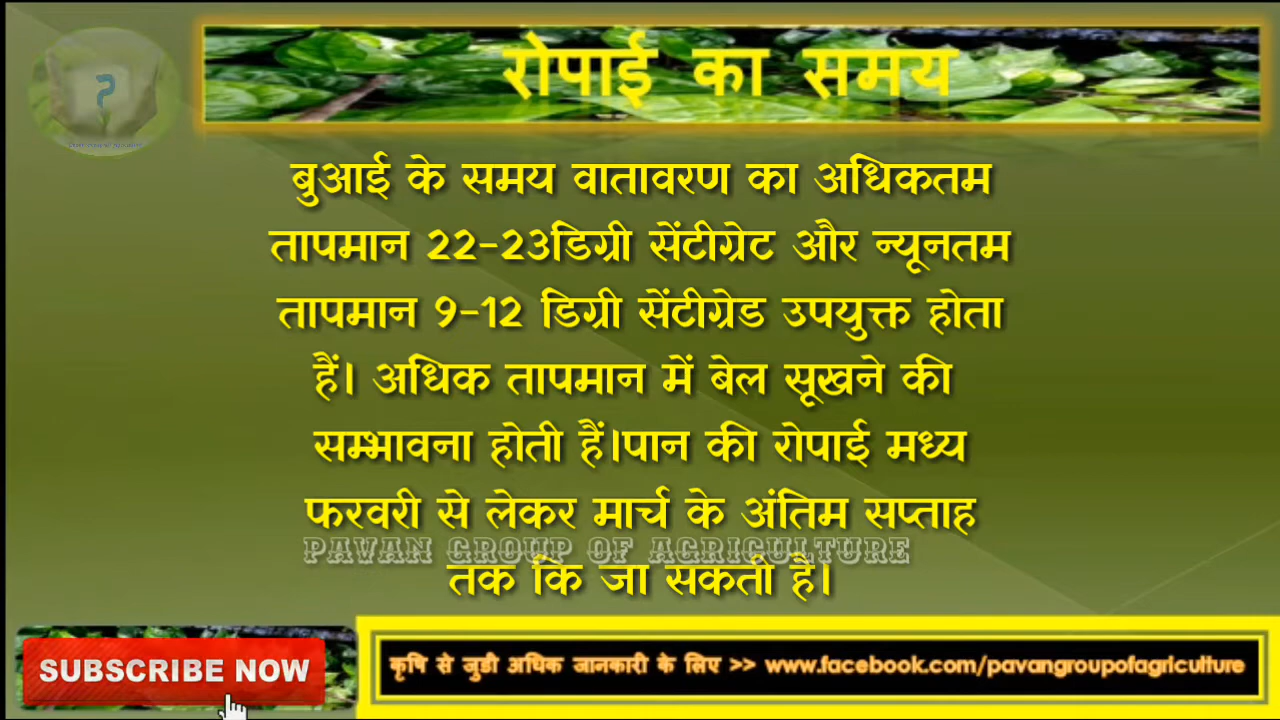 रोपाई का समय
बुआई के समय वातावरण का अधिकतम
तापमान 22-23डिग्री सेंटीग्रेट और न्यूनतम
तापमान 9-12 डिग्री सेंटीग्रेड उपयुक्त होता
हैं। अधिक तापमान में बेल सूखने की
सम्भावना होती हैं।पान की रोपाई मध्य
फरवरी से लेकर मार्च के अंतिम सप्ताह
PAVAN GROUP OF AGRICULTURE
तक कि जा सकती है।
SUBSCRIBE NOW
कृषि से जुडी अधिक जानकारी के लिए >> www.facebook.com/pavangroupofagriculture